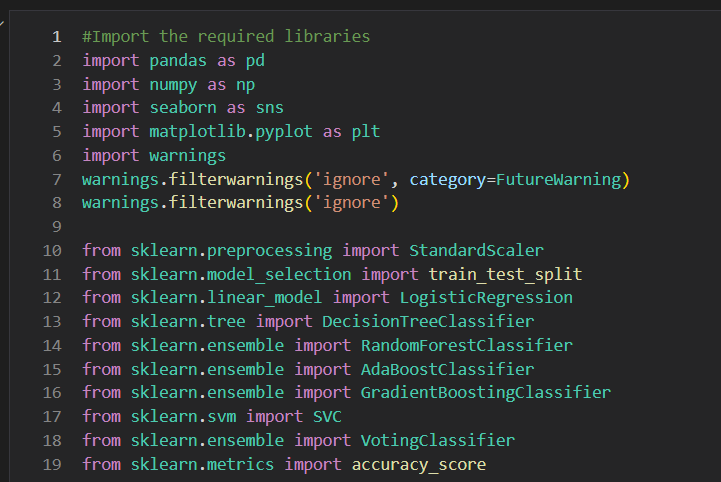 1 #Import the required libraries
2 import pandas as pd
3 import numpy as np
4 import seaborn as sns
5 import matplotlib.pyplot as plt
6 import warnings
7 warnings.filterwarnings('ignore', category=FutureWarning)
8 warnings.filterwarnings('ignore')
9
10 from sklearn.preprocessing import StandardScaler
11 from sklearn.model_selection import train_test_split
12 from sklearn.linear_model import LogisticRegression
13 from sklearn.tree import DecisionTreeClassifier
14 from sklearn.ensemble import RandomForestClassifier
15 from sklearn.ensemble import AdaBoostClassifier
16 from sklearn.ensemble import GradientBoostingClassifier
17 from sklearn.svm import SVC
18 from sklearn.ensemble import VotingClassifier
19 from sklearn.metrics import accuracy_score